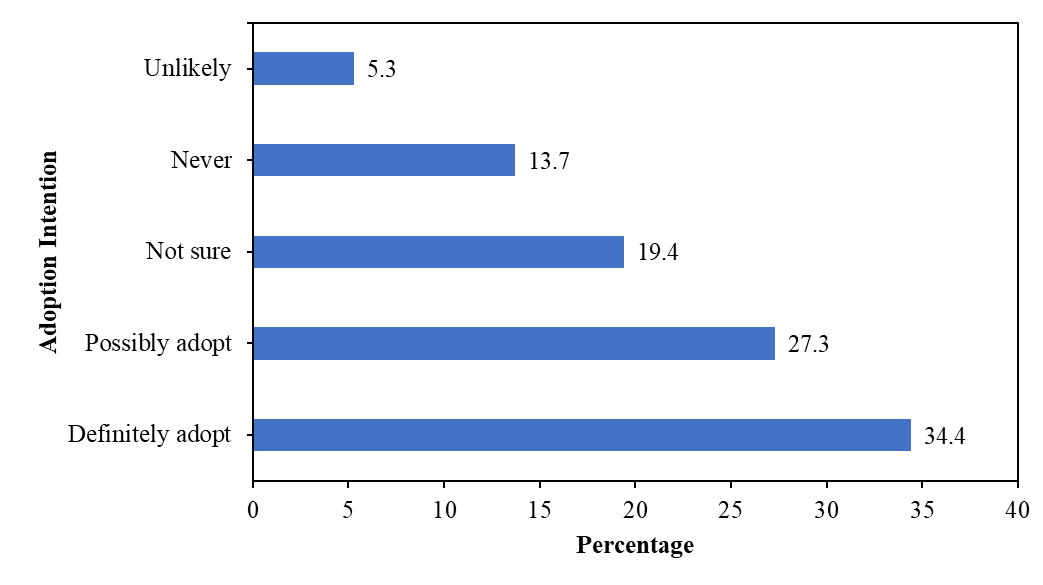 Unlikely
5.3
Never
13.7
Not sure
19.4
Possibly adopt
27.3
Definitely adopt
34.4
Adoption Intention
0 5 10 15 20 25 30 35 40
Percentage